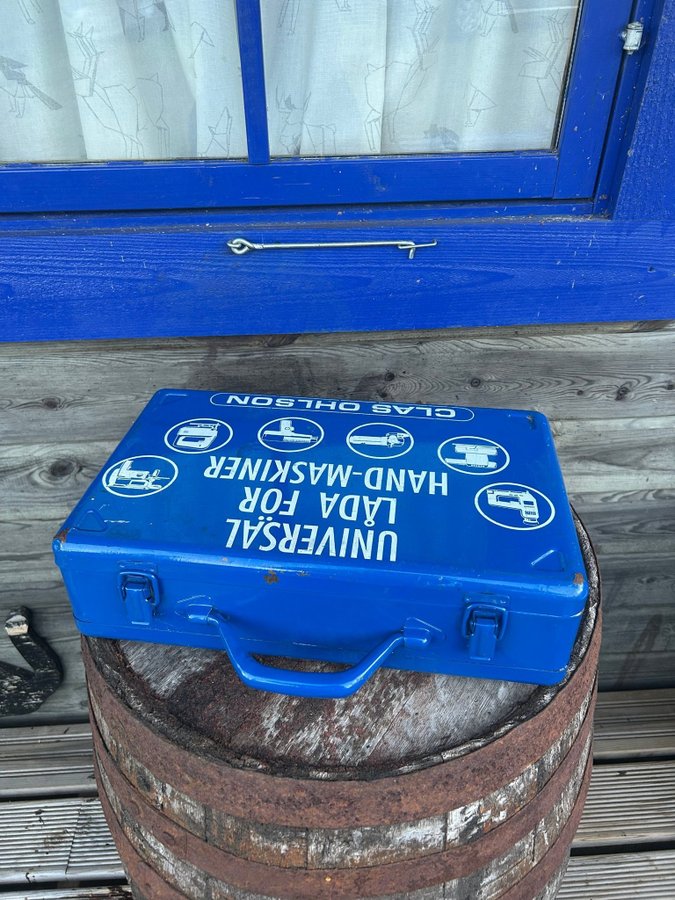 UNIVERSAL
LÅDA FÖR
HAND-MASKINER
CLAS OHLSON